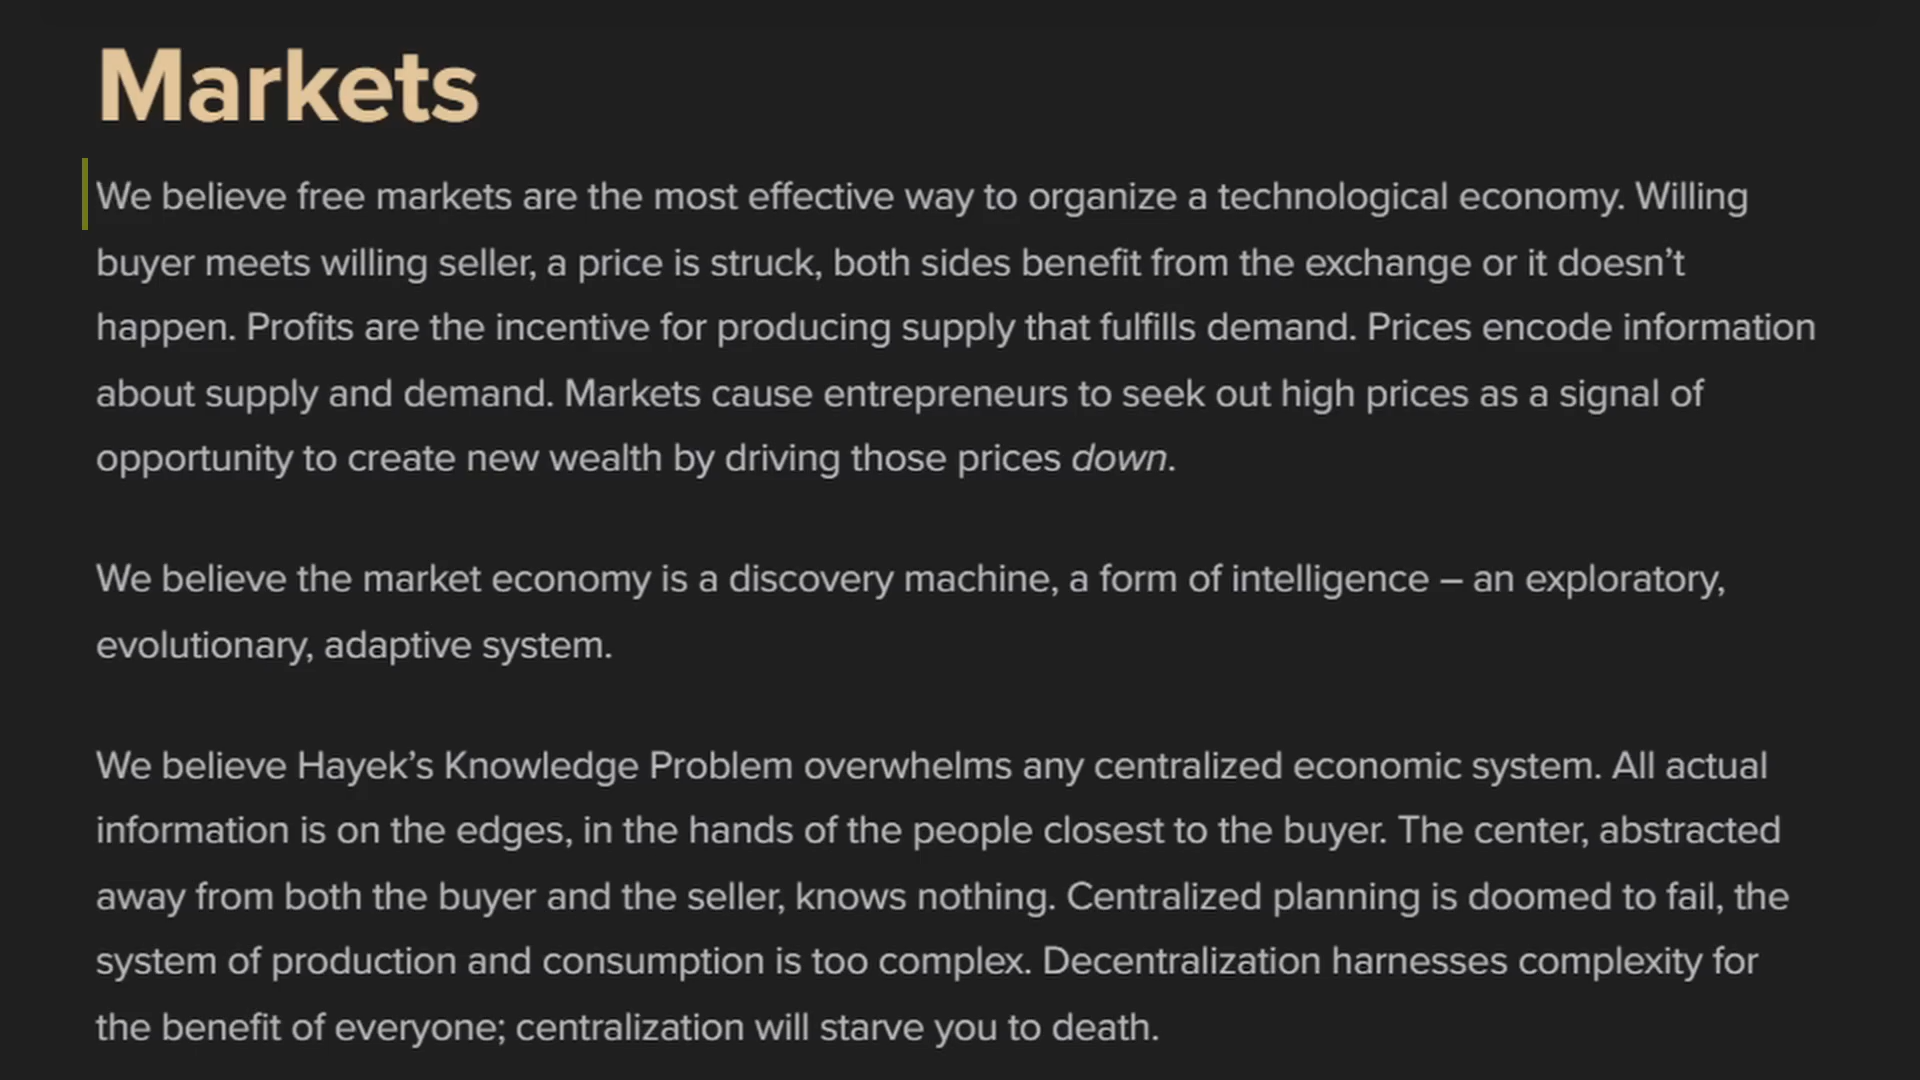 Markets
We believe free markets are the most effective way to organize a technological economy. Willing
buyer meets willing seller, a price is struck, both sides benefit from the exchange or it doesn’t
happen. Profits are the incentive for producing supply that fulfills demand. Prices encode information
about supply and demand. Markets cause entrepreneurs to seek out high prices as a signal of
opportunity to create new wealth by driving those prices down.
We believe the market economy is a discovery machine, a form of intelligence – an exploratory,
evolutionary, adaptive system.
We believe Hayek’s Knowledge Problem overwhelms any centralized economic system. All actual
information is on the edges, in the hands of the people closest to the buyer. The center, abstracted
away from both the buyer and the seller, knows nothing. Centralized planning is doomed to fail, the
system of production and consumption is too complex. Decentralization harnesses complexity for
the benefit of everyone; centralization will starve you to death.